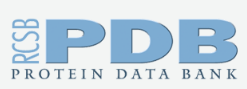 RCSB PDB
PROTEIN DATA BANK